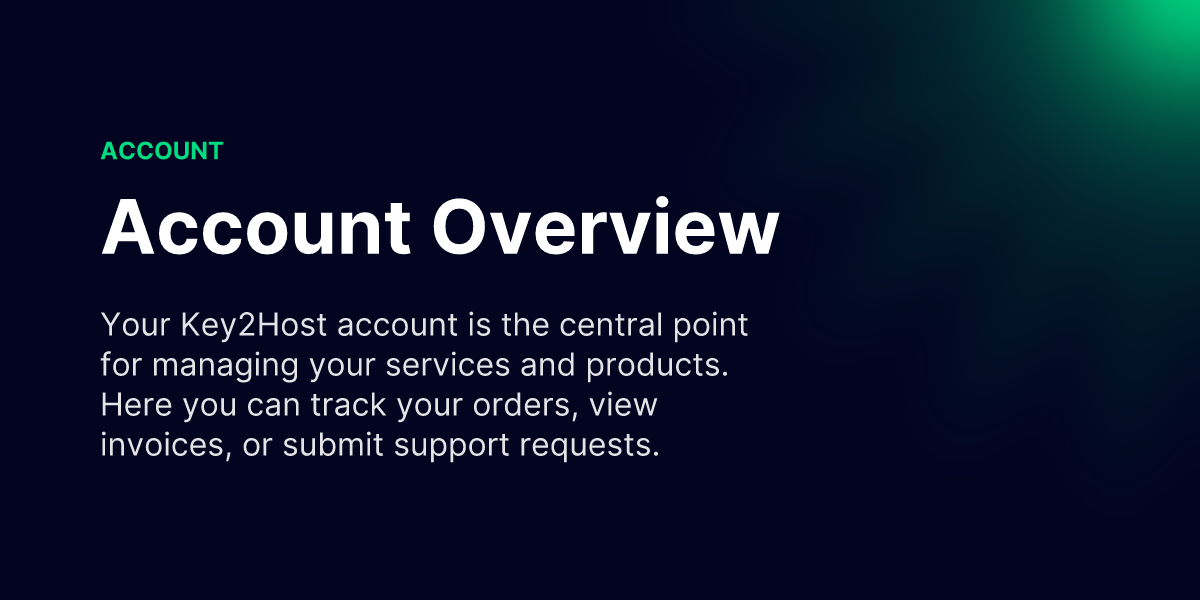 ACCOUNT
Account Overview
Your Key2Host account is the central point
for managing your services and products.
Here you can track your orders, view
invoices, or submit support requests.